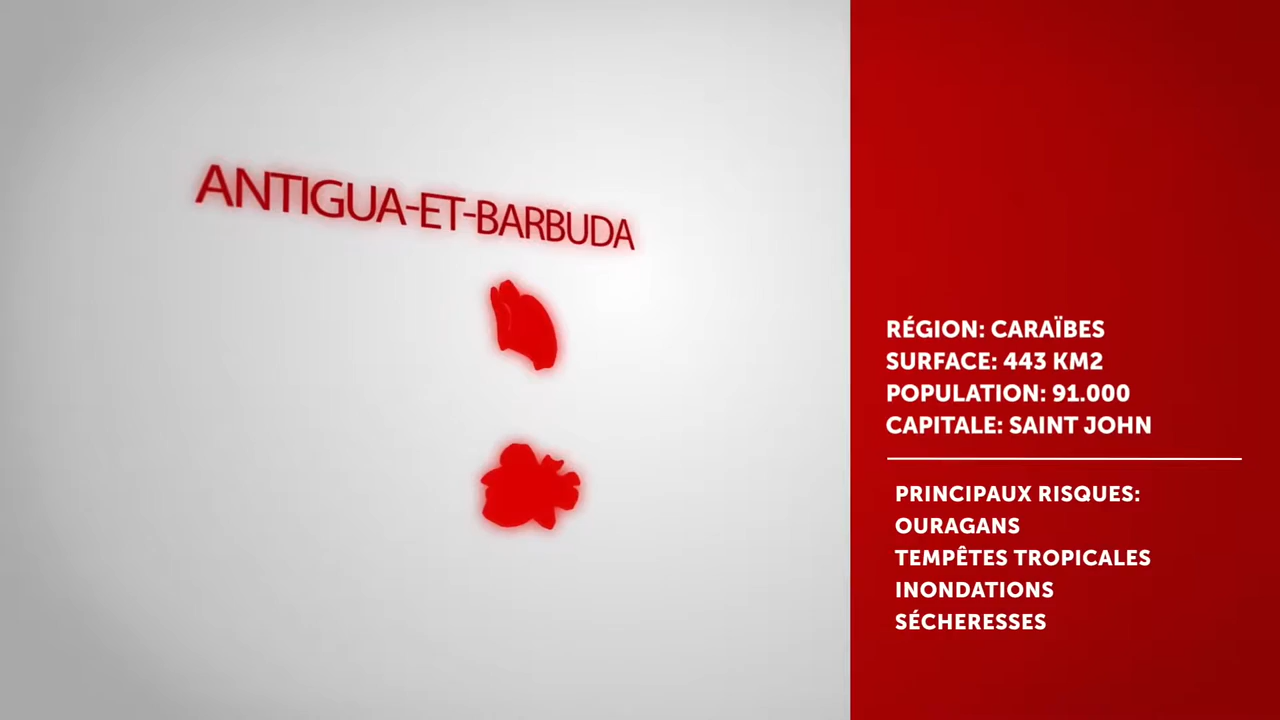 ANTIGUA-ET-BARBUDA
RÉGION: CARAÏBES
SURFACE: 443 KM2
POPULATION: 91.000
CAPITALE: SAINT JOHN
PRINCIPAUX RISQUES:
OURAGANS
TEMPÊTES TROPICALES
INONDATIONS
SÉCHERESSES